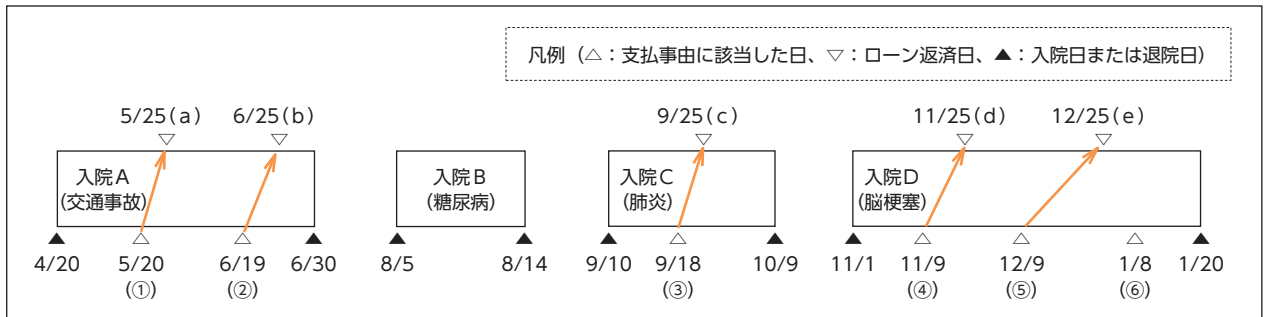 凡例（△：支払事由に該当した日、▽：ローン返済日、▲：入院日または退院日）
5/25(a) 6/25(b) 9/25(c) 11/25(d) 12/25(e)
入院A
(交通事故)
入院B
(糖尿病)
入院C
(肺炎)
入院D
(脳梗塞)
4/20 5/20 6/19 6/30 8/5 8/14 9/10 9/18 10/9 11/1 11/9 12/9 1/8 1/20
(①) (②) (③) (④) (⑤) (⑥)